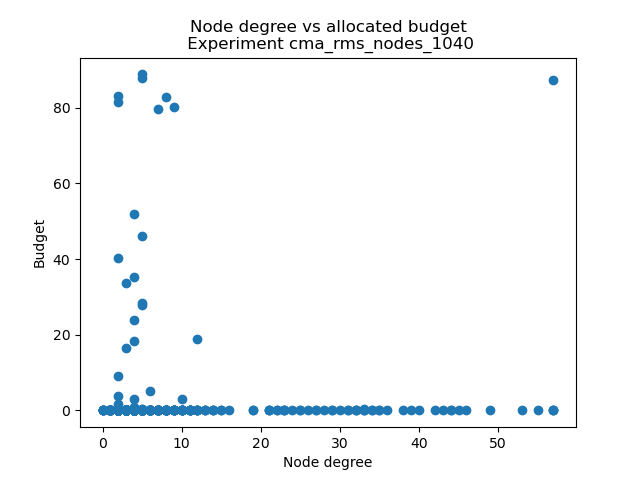 Node degree vs allocated budget
Experiment cma_rms_nodes_1040
80
60
40
20
0
Budget
0 10 20 30 40 50
Node degree